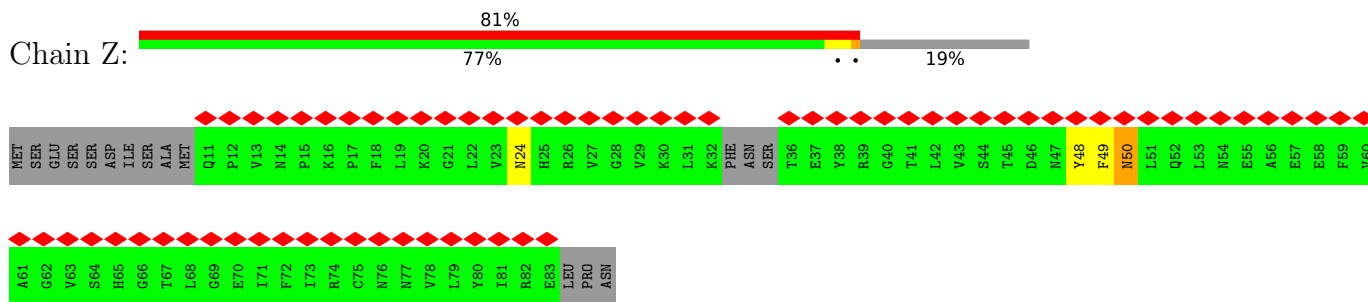 81%
Chain Z:
77% . . 19%
MET SER GLU SER SER ASP ILE SER ALA MET Q11 P12 V13 N14 P15 K16 P17 F18 L19 K20 G21 L22 V23 N24 H25 R26 V27 G28 V29 K30 L31 K32 PHE ASN SER T36 E37 Y38 R39 G40 T41 L42 V43 S44 T45 D46 N47 Y48 F49 N50 L51 Q52 L53 N54 E55 A56 E57 E58 F59 V60
A61 G62 V63 S64 H65 G66 T67 L68 G69 E70 I71 F72 I73 R74 C75 N76 N77 V78 L79 Y80 I81 R82 E83 LEU PRO ASN